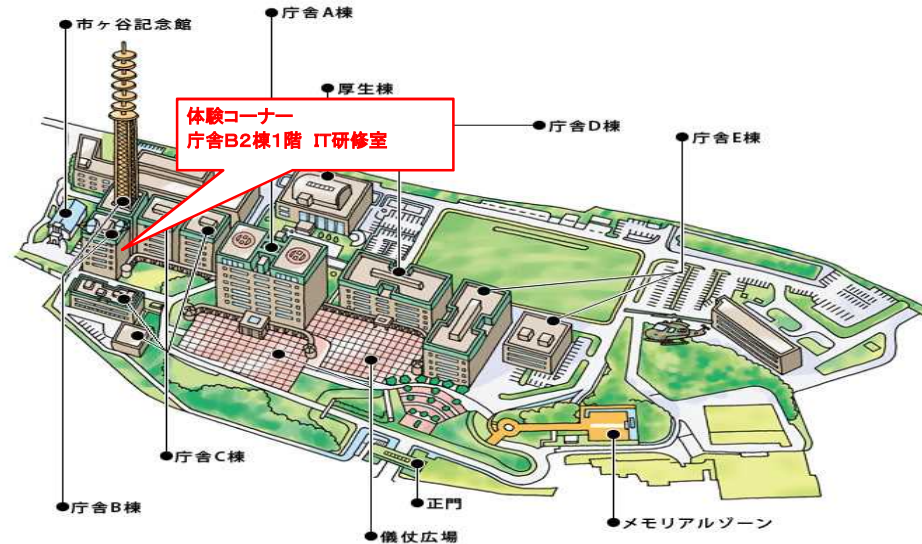 市ヶ谷記念館
庁舎A棟
厚生棟
体験コーナー
庁舎B2棟1階 IT研修室
庁舎D棟
庁舎E棟
庁舎C棟
庁舎B棟
正門
儀仗広場
メモリアルゾーン